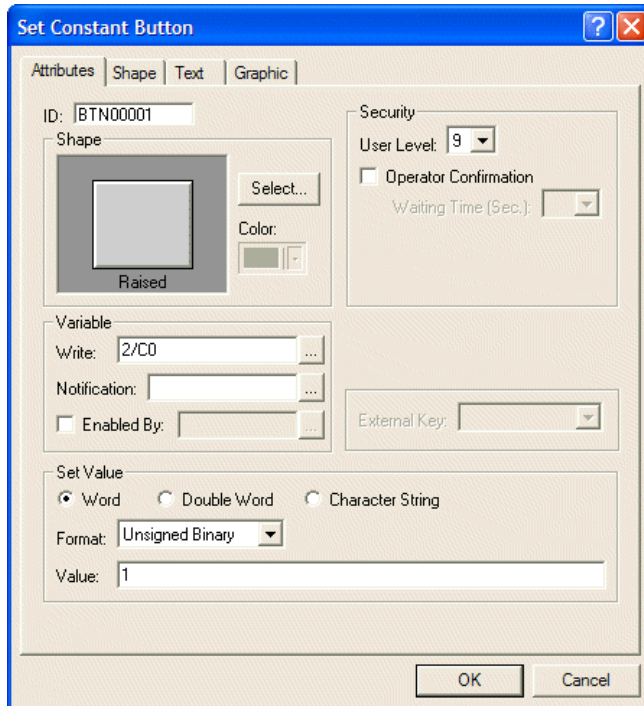 Set Constant Button
Attributes Shape Text Graphic
ID: BTN00001
Shape
Select...
Color:
Raised
Security
User Level: 9
Operator Confirmation
Waiting Time (Sec.):
Variable
Write: 2/C0 ...
Notification: ...
Enabled By: ...
External Key:
Set Value
Word Double Word Character String
Format: Unsigned Binary
Value: 1
OK Cancel